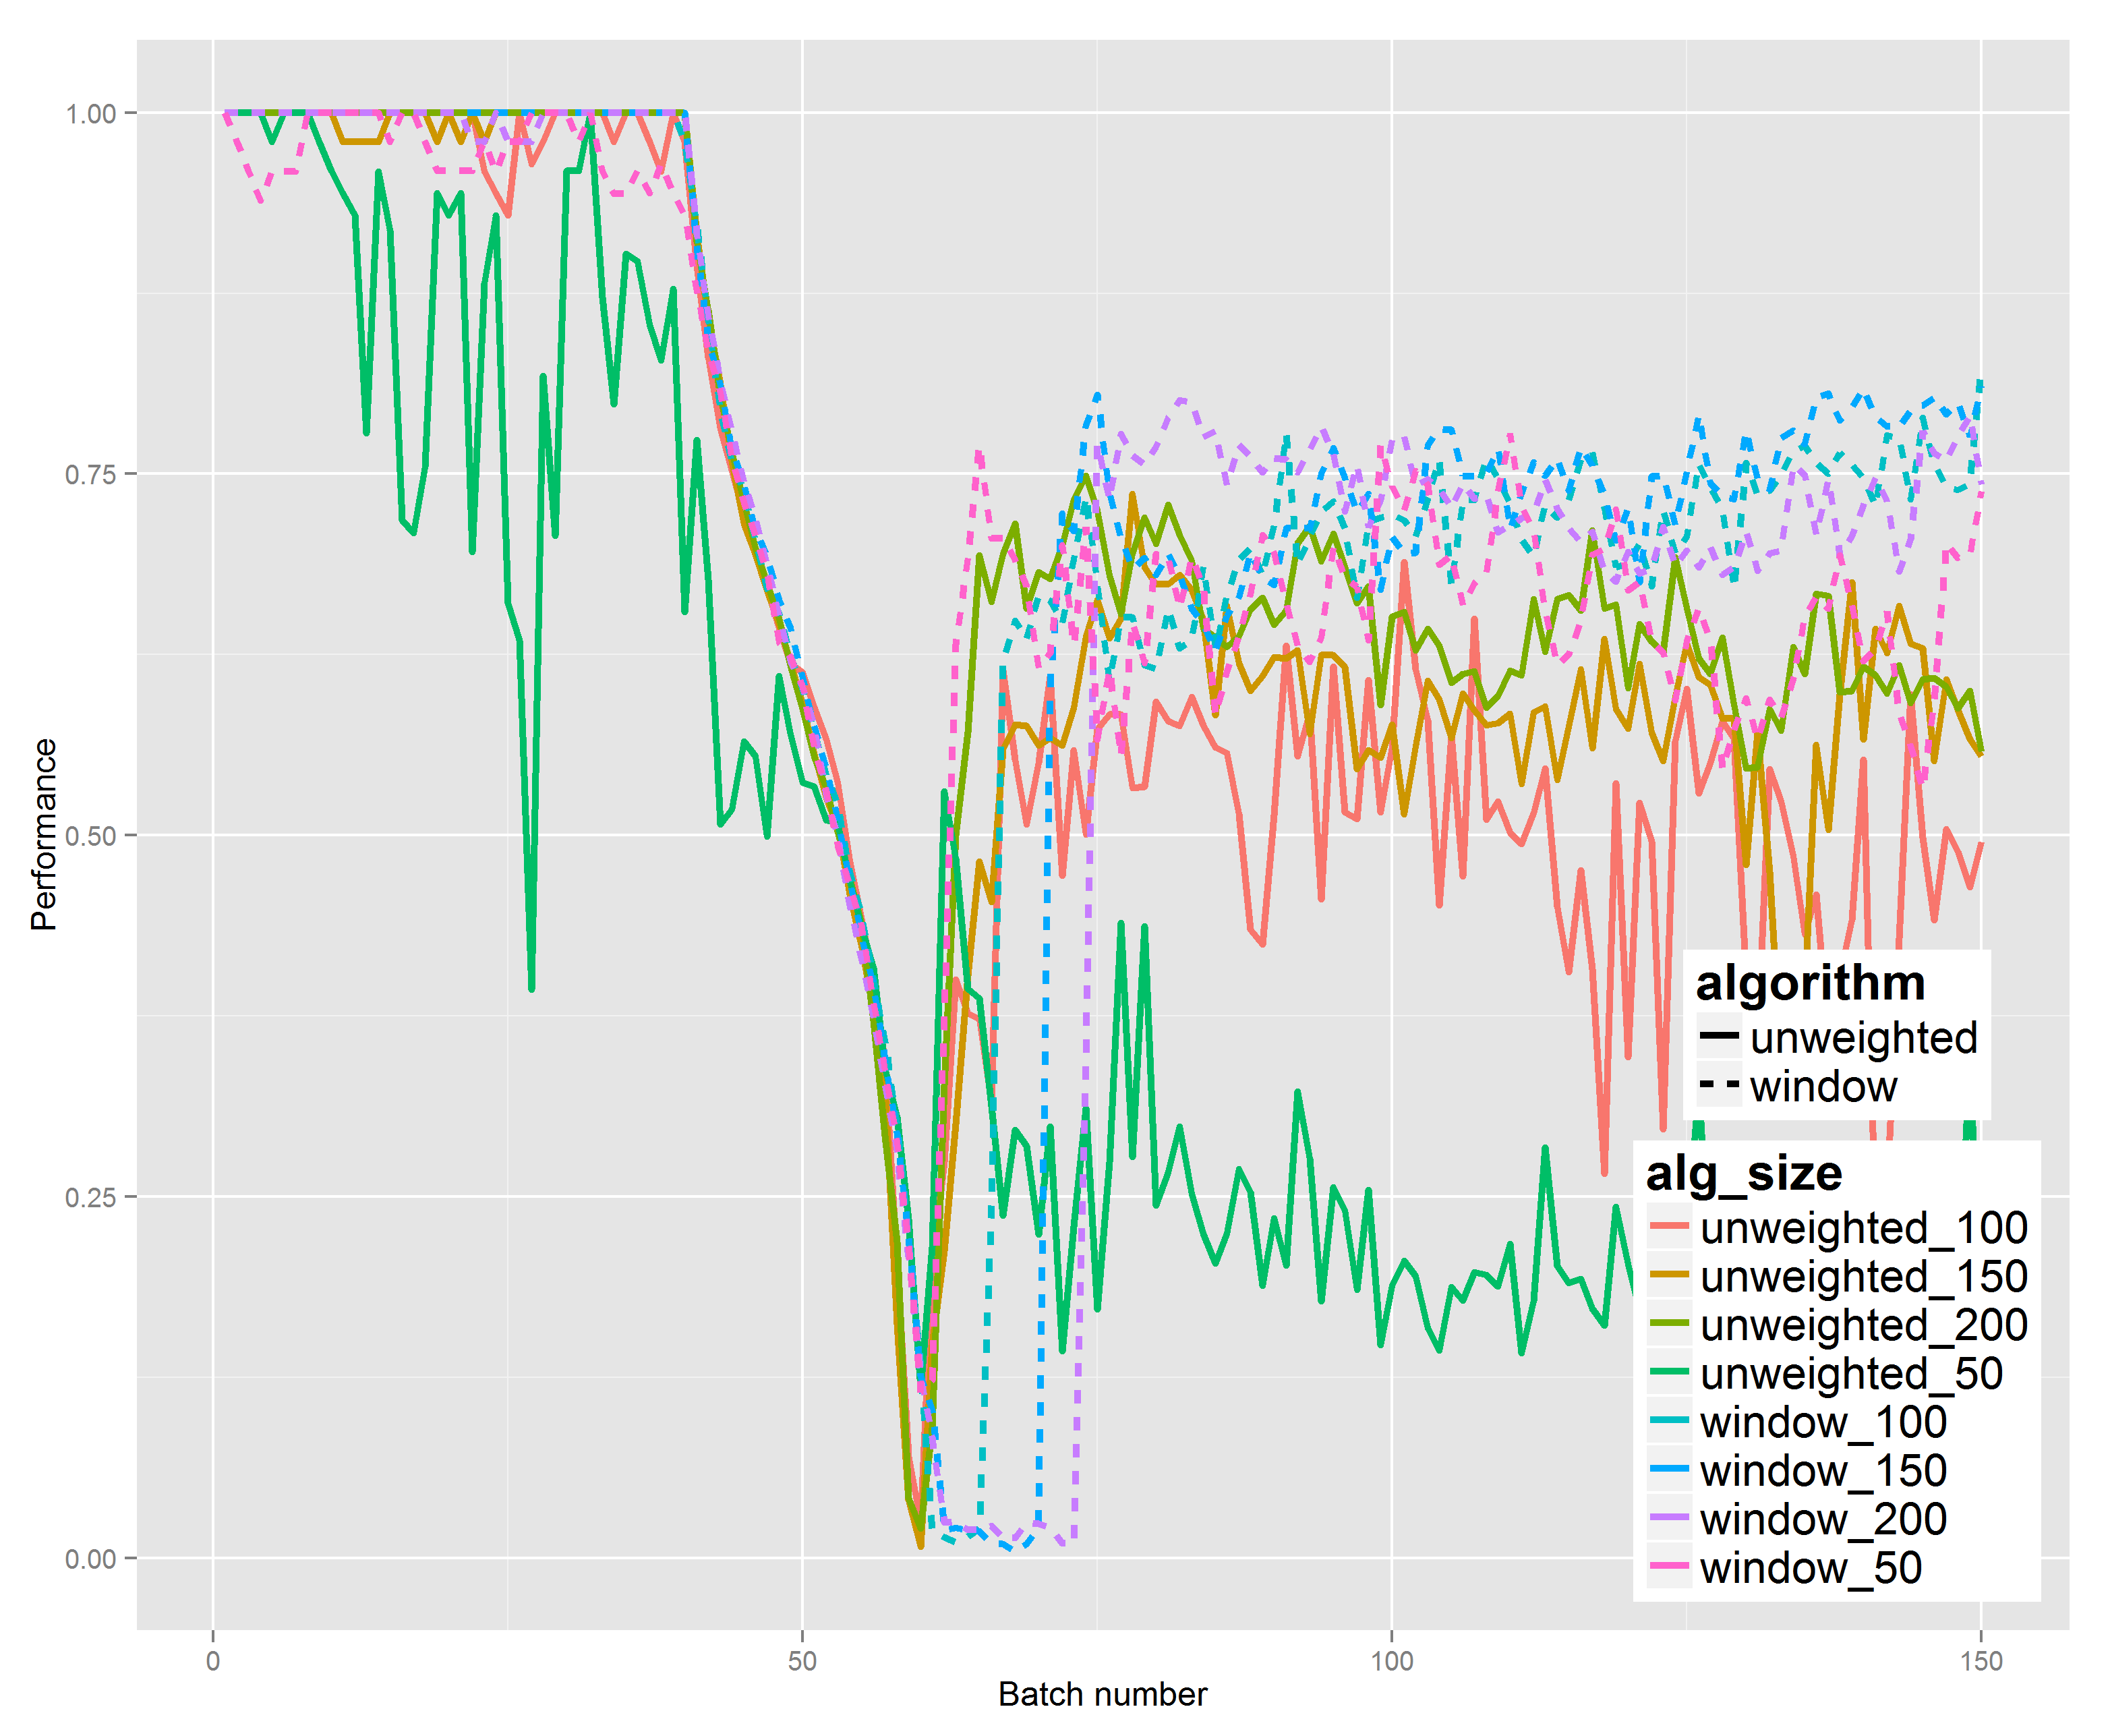 1.00
0.75
0.50
0.25
0.00
Performance
0
50
100
150
Batch number
algorithm
unweighted
window
alg_size
unweighted_100
unweighted_150
unweighted_200
unweighted_50
window_100
window_150
window_200
window_50